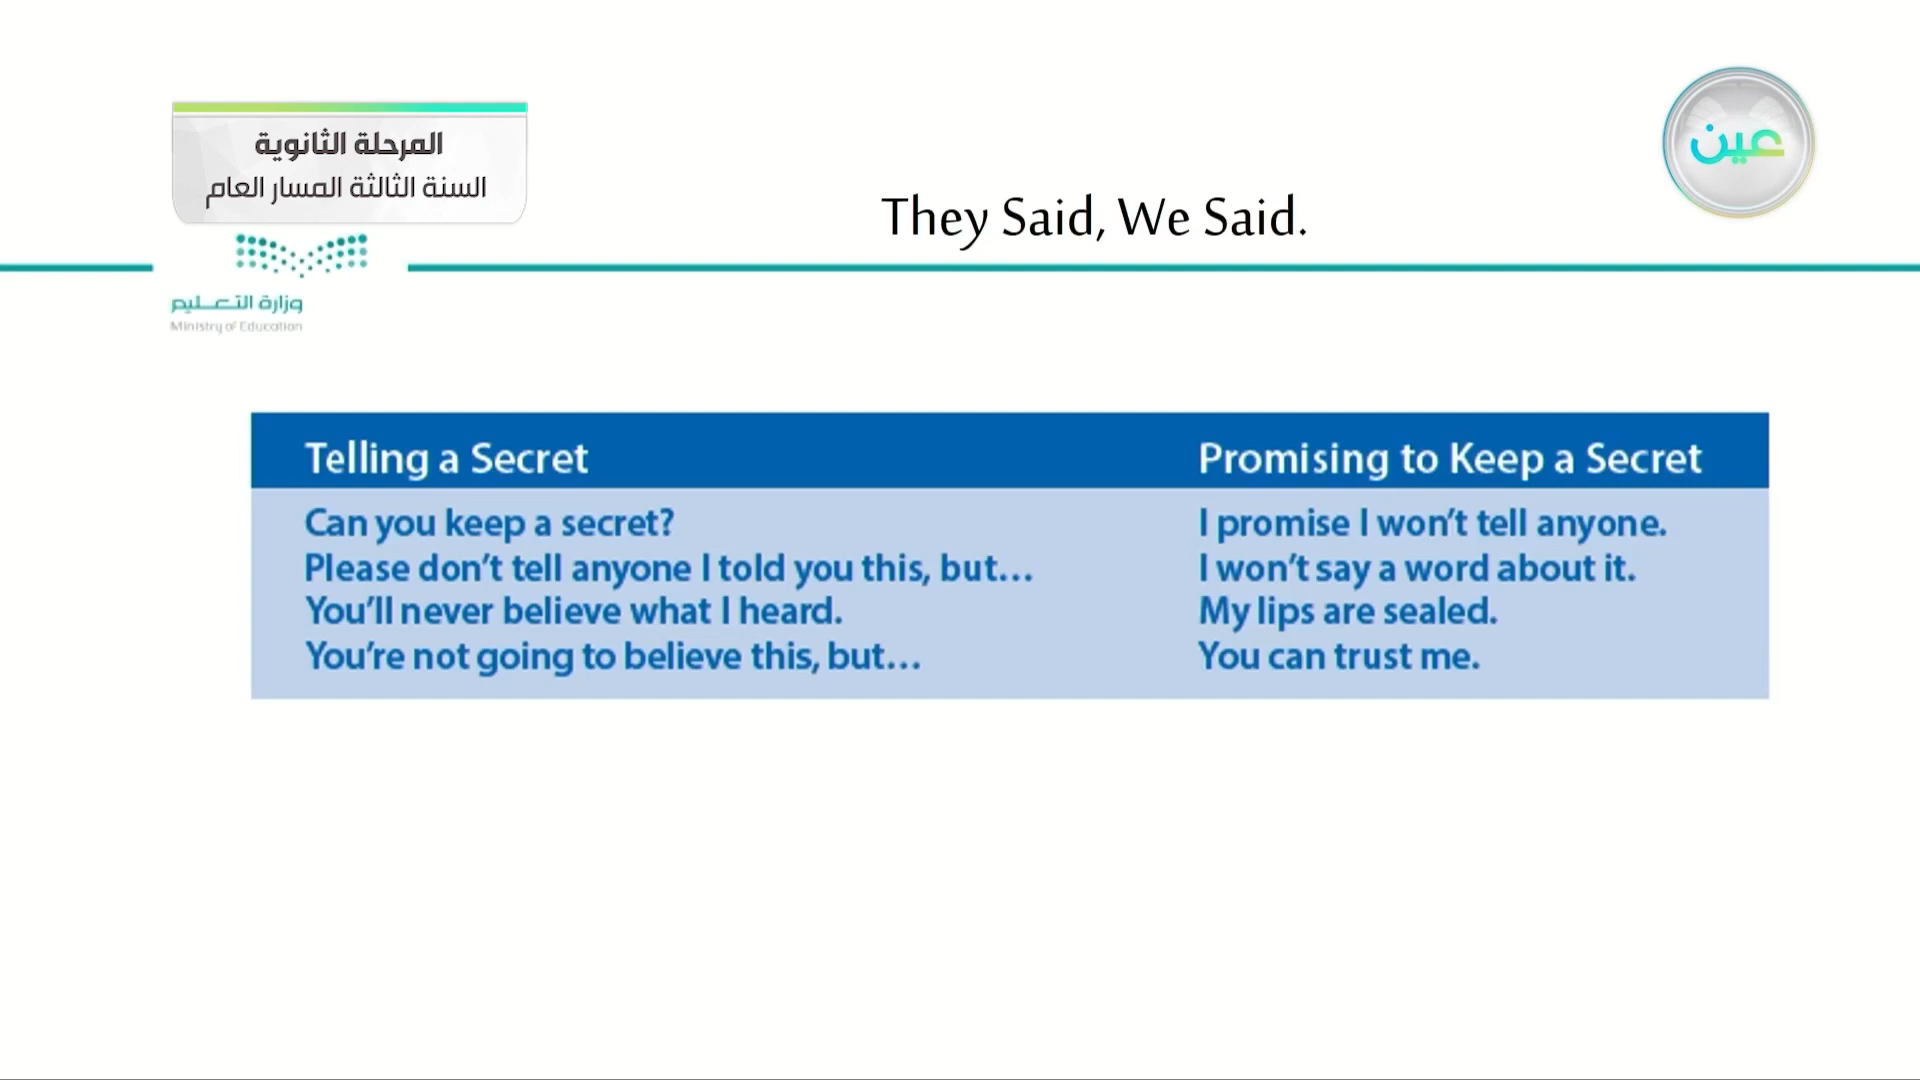 المرحلة الثانوية
السنة الثالثة المسار العام
عين
They Said, We Said.
وزارة التعليم
Ministry of Education
Telling a Secret
Can you keep a secret?
Please don't tell anyone I told you this, but...
You'll never believe what I heard.
You're not going to believe this, but...
Promising to Keep a Secret
I promise I won't tell anyone.
I won't say a word about it.
My lips are sealed.
You can trust me.